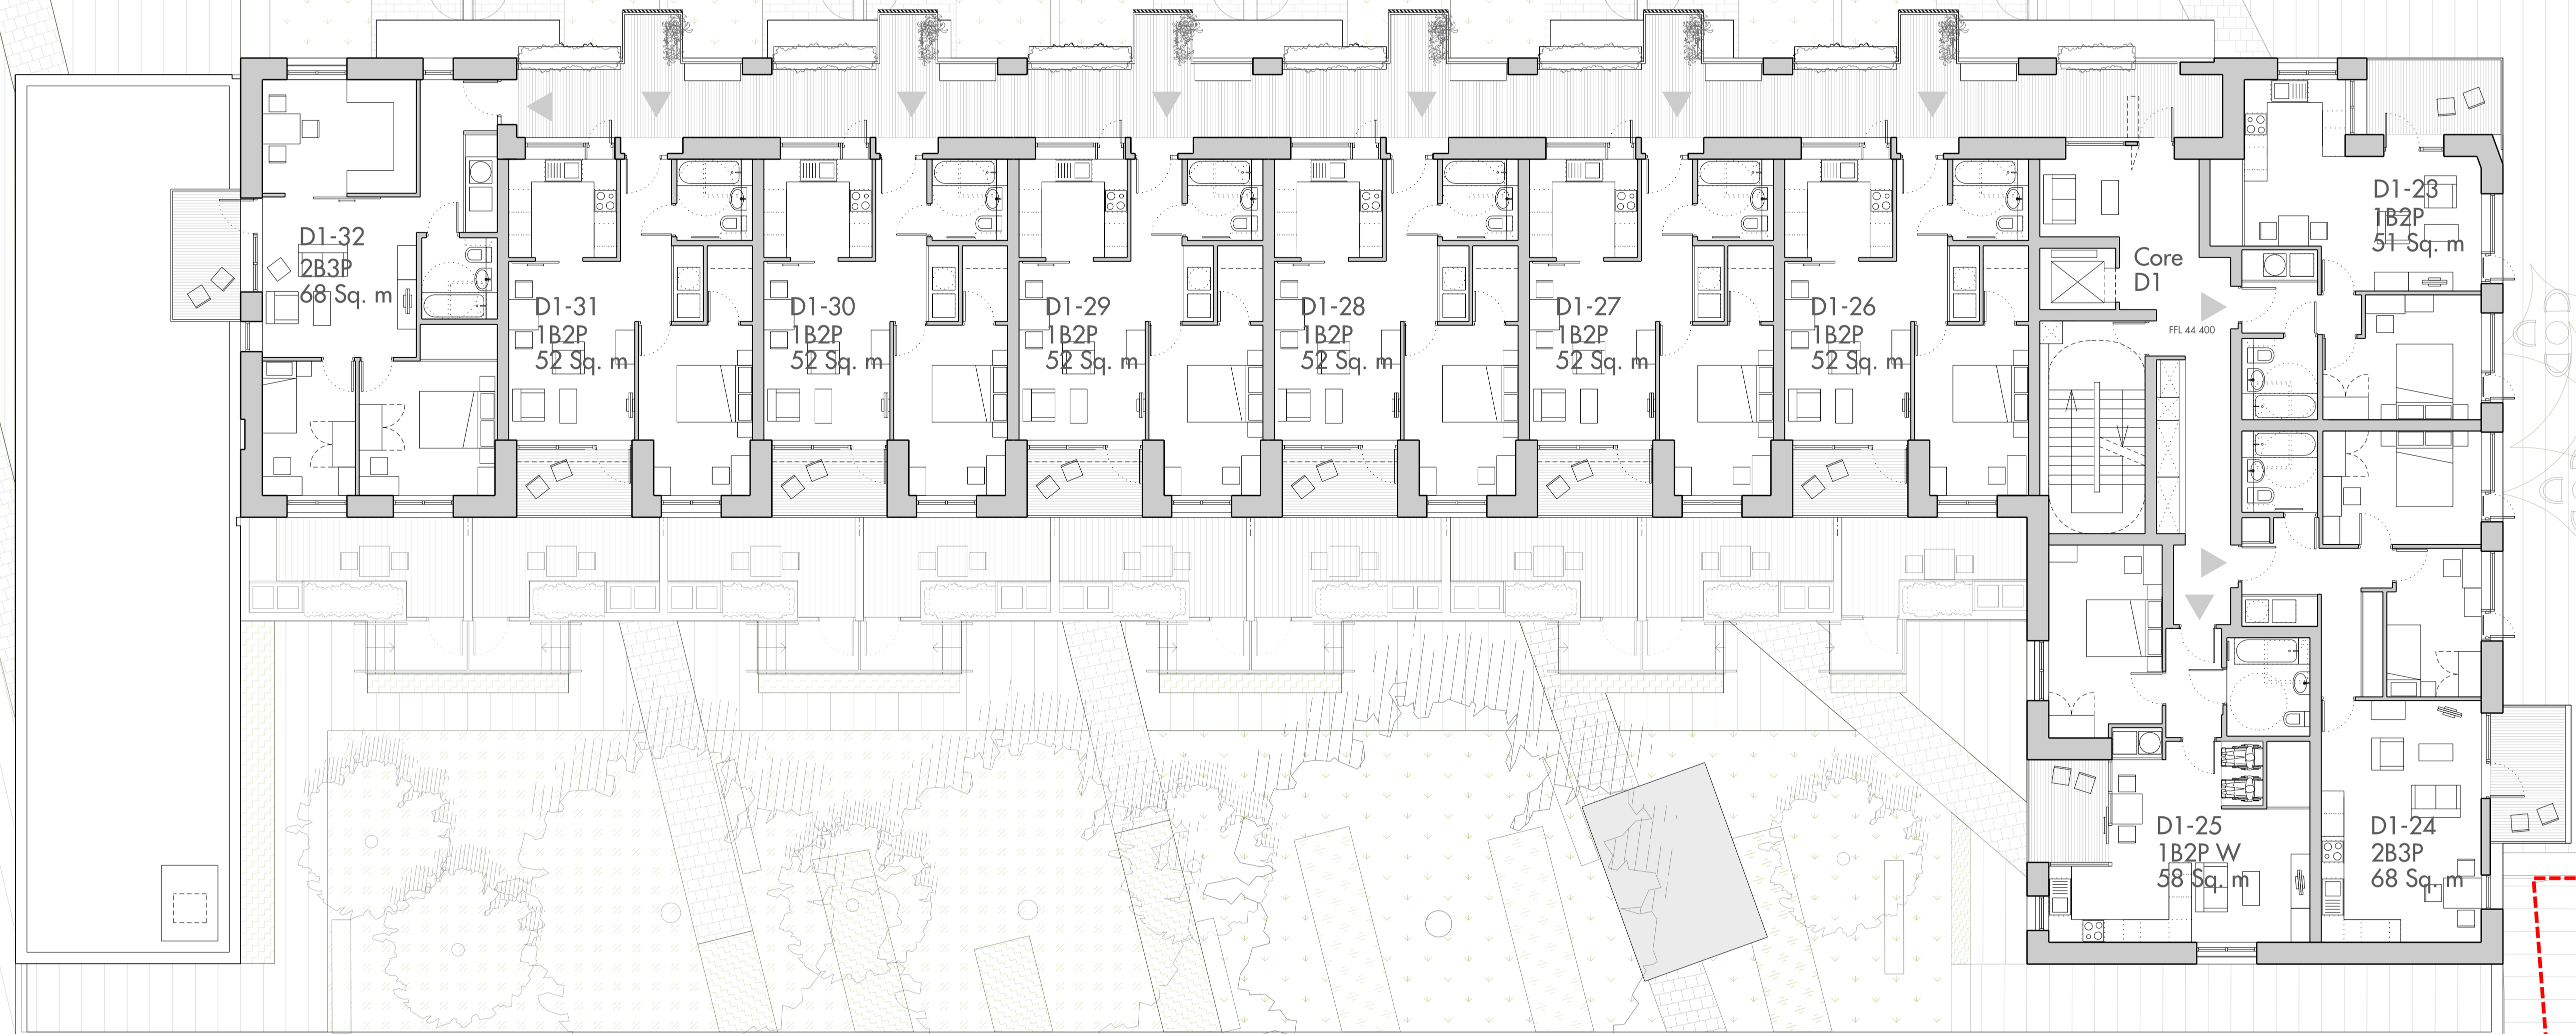 D1-32
2B3P
68 Sq. m
D1-31
1B2P
52 Sq. m
D1-30
1B2P
52 Sq. m
D1-29
1B2P
52 Sq. m
D1-28
1B2P
52 Sq. m
D1-27
1B2P
52 Sq. m
D1-26
1B2P
52 Sq. m
Core
D1
FFL 44 400
D1-23
1B2P
51 Sq. m
D1-25
1B2P W
58 Sq. m
D1-24
2B3P
68 Sq. m